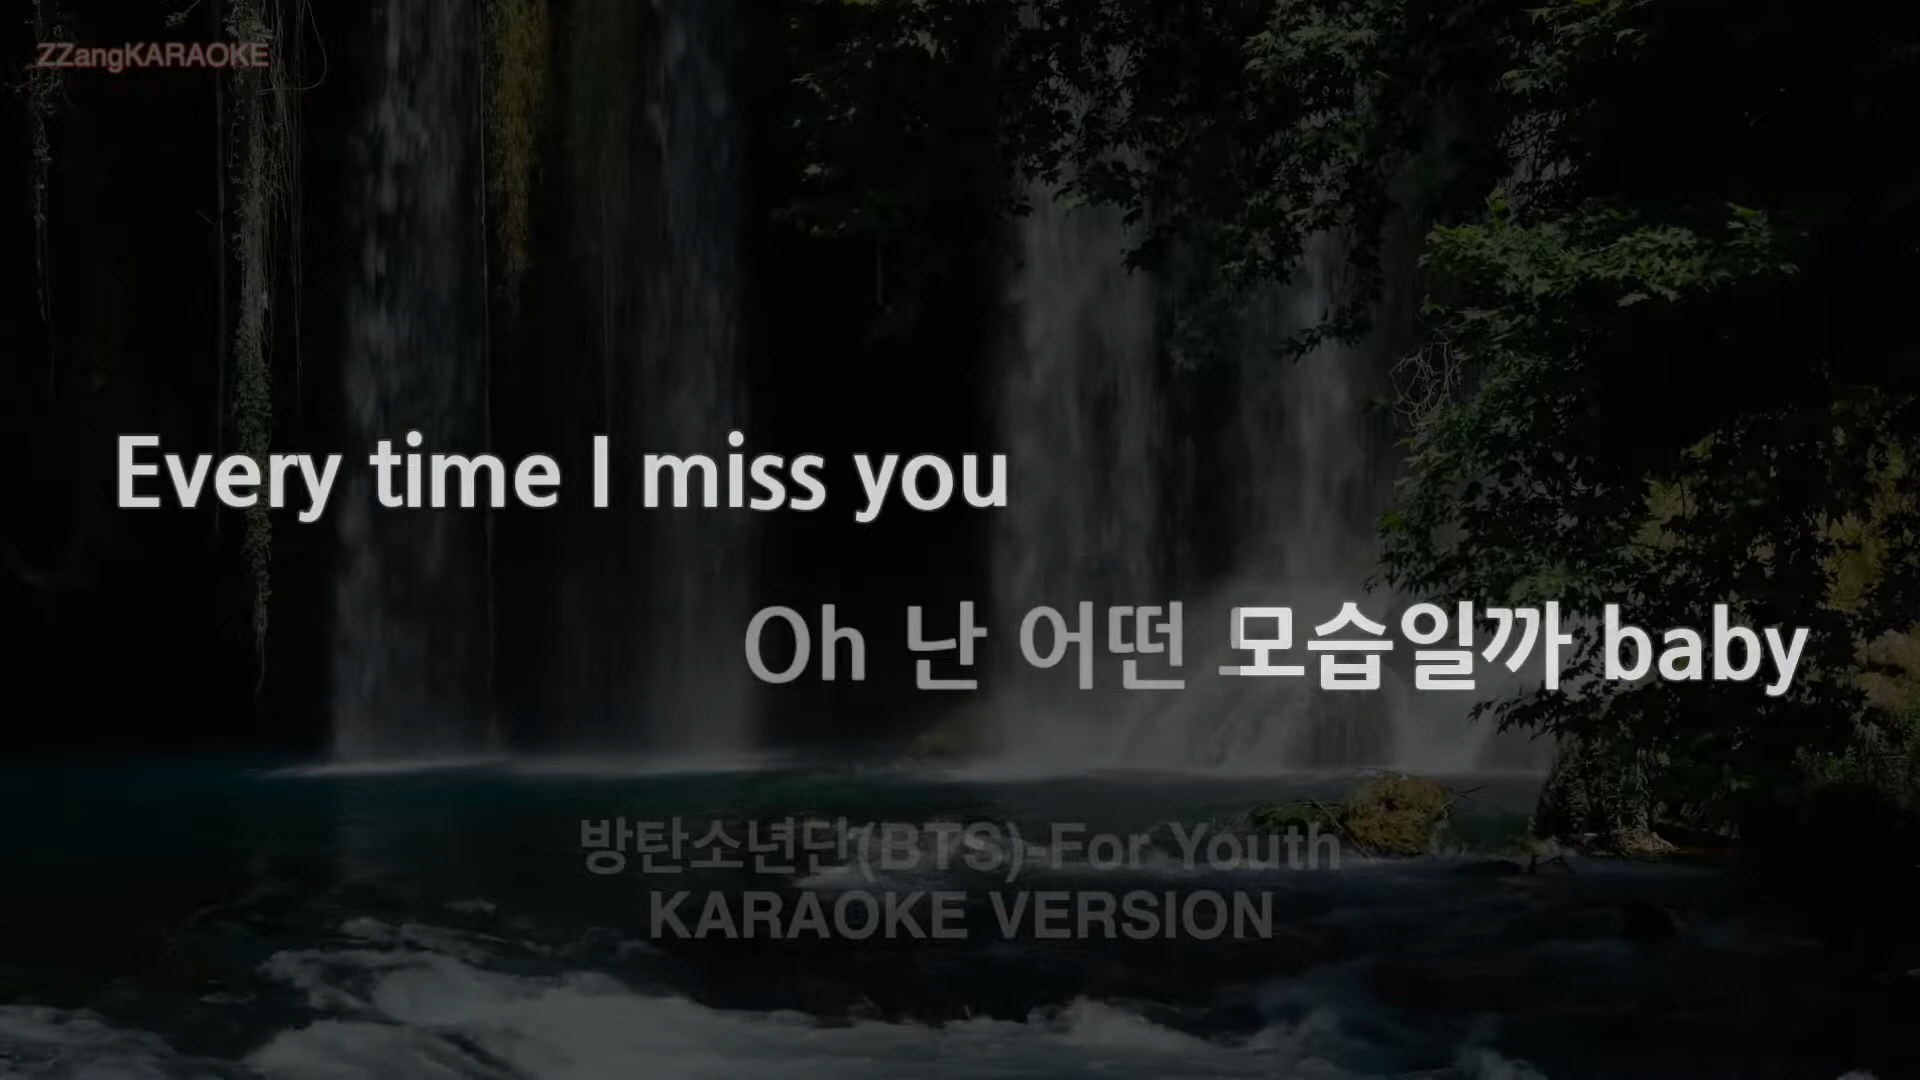 ZZangKARAOKE
Every time I miss you
Oh 난 어떤 모습일까 baby
방탄소년단(BTS)-For Youth
KARAOKE VERSION